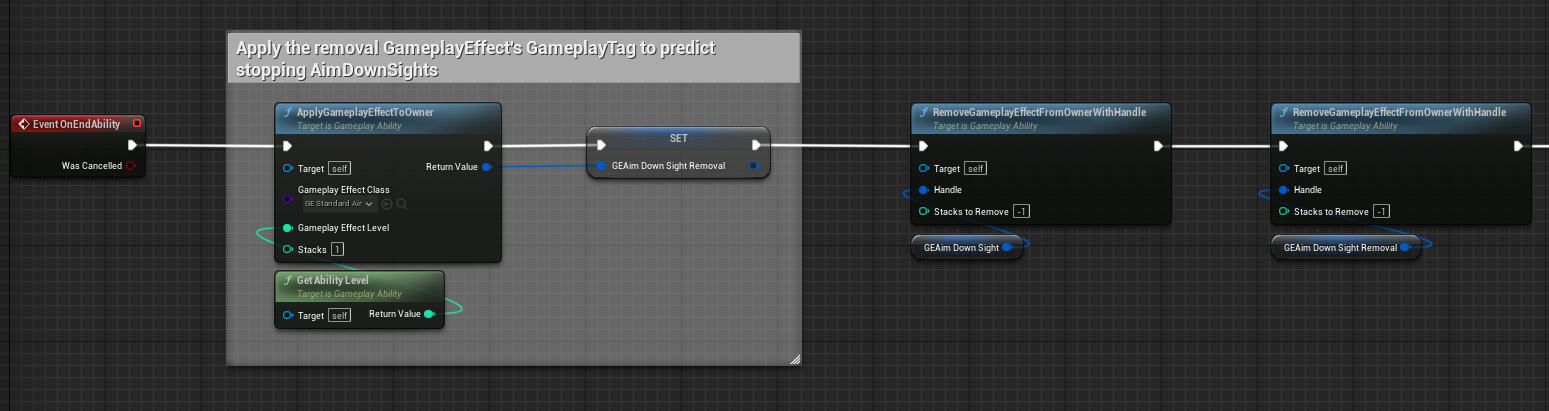 Apply the removal GameplayEffect's GameplayTag to predict
stopping AimDownSights
Event OnEndAbility
Was Cancelled
ApplyGameplayEffectToOwner
Target is Gameplay Ability
Target self
Return Value
Gameplay Effect Class
GE Standard Air
Gameplay Effect Level
Stacks 1
Get Ability Level
Target is Gameplay Ability
Target self
Return Value
SET
GEAim Down Sight Removal
RemoveGameplayEffectFromOwnerWithHandle
Target is Gameplay Ability
Target self
Handle
Stacks to Remove -1
GEAim Down Sight
RemoveGameplayEffectFromOwnerWithHandle
Target is Gameplay Ability
Target self
Handle
Stacks to Remove -1
GEAim Down Sight Removal